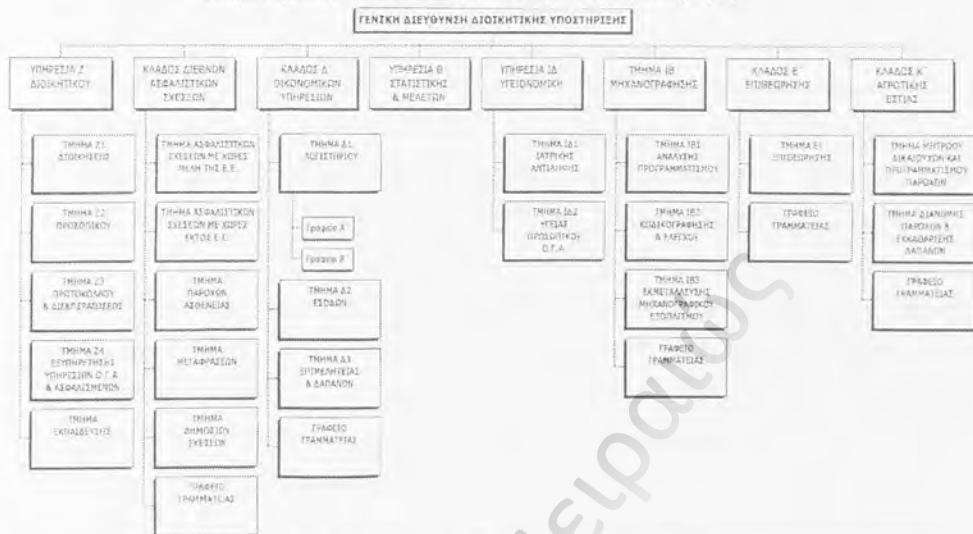 ΓΕΝΙΚΗ ΔΙΕΥΘΥΝΣΗ ΔΙΟΙΚΗΤΙΚΗΣ ΥΠΟΣΤΗΡΙΞΗΣ
ΥΠΗΡΕΣΙΑ Ζ΄
ΔΙΟΙΚΗΤΙΚΟΥ
ΤΜΗΜΑ Ζ1
ΔΙΟΙΚΗΣΕΩΣ
ΤΜΗΜΑ Ζ2
ΠΡΟΣΩΠΙΚΟΥ
ΤΜΗΜΑ Ζ3
ΠΡΩΤΟΚΟΛΛΟΥ
& ΔΙΕΚΠΕΡΑΙΩΣΕΩΣ
ΤΜΗΜΑ Ζ4
ΕΞΥΠΗΡΕΤΗΣΗΣ
ΥΠΗΡΕΣΙΩΝ Ο.Γ.Α
& ΑΣΦΑΛΙΣΜΕΝΩΝ
ΤΜΗΜΑ
ΕΚΠΑΙΔΕΥΣΗΣ
ΚΛΑΔΟΣ ΔΙΕΘΝΩΝ
ΑΣΦΑΛΙΣΤΙΚΩΝ
ΣΧΕΣΕΩΝ
ΤΜΗΜΑ ΑΣΦΑΛΙΣΤΙΚΩΝ
ΣΧΕΣΕΩΝ ΜΕ ΧΩΡΕΣ
ΜΕΛΗ ΤΗΣ Ε.Ε.
ΤΜΗΜΑ ΑΣΦΑΛΙΣΤΙΚΩΝ
ΣΧΕΣΕΩΝ ΜΕ ΧΩΡΕΣ
ΕΚΤΟΣ Ε.Ε.
ΤΜΗΜΑ
ΠΑΡΟΧΩΝ
ΑΣΘΕΝΕΙΑΣ
ΤΜΗΜΑ
ΜΕΤΑΦΡΑΣΕΩΝ
ΤΜΗΜΑ
ΔΗΜΟΣΙΩΝ
ΣΧΕΣΕΩΝ
ΓΡΑΦΕΙΟ
ΓΡΑΜΜΑΤΕΙΑΣ
ΚΛΑΔΟΣ Δ΄
ΟΙΚΟΝΟΜΙΚΩΝ
ΥΠΗΡΕΣΙΩΝ
ΤΜΗΜΑ Δ1
ΛΟΓΙΣΤΗΡΙΟΥ
Γραφείο Α΄
Γραφείο Β΄
ΤΜΗΜΑ Δ2
ΕΣΟΔΩΝ
ΤΜΗΜΑ Δ3
ΕΠΙΜΕΛΗΤΕΙΑΣ
& ΔΑΠΑΝΩΝ
ΓΡΑΦΕΙΟ
ΓΡΑΜΜΑΤΕΙΑΣ
ΥΠΗΡΕΣΙΑ Θ΄
ΣΤΑΤΙΣΤΙΚΗΣ
& ΜΕΛΕΤΩΝ
ΥΠΗΡΕΣΙΑ ΙΔ΄
ΥΓΕΙΟΝΟΜΙΚΗ
ΤΜΗΜΑ ΙΔ1
ΙΑΤΡΙΚΗΣ
ΑΝΤΙΛΗΨΗΣ
ΤΜΗΜΑ ΙΔ2
ΥΓΕΙΑΣ
ΠΡΟΣΩΠΙΚΟΥ
Ο.Γ.Α.
ΤΜΗΜΑ ΙΒ΄
ΜΗΧΑΝΟΓΡΑΦΗΣΗΣ
ΤΜΗΜΑ ΙΒ1
ΑΝΑΛΥΣΗΣ
ΠΡΟΓΡΑΜΜΑΤΙΣΜΟΥ
ΤΜΗΜΑ ΙΒ2
ΚΩΔΙΚΟΓΡΑΦΗΣΗΣ
& ΕΛΕΓΧΟΥ
ΤΜΗΜΑ ΙΒ3
ΕΚΜΕΤΑΛΛΕΥΣΗΣ
ΜΗΧΑΝΟΓΡΑΦΙΚΟΥ
ΕΞΟΠΛΙΣΜΟΥ
ΓΡΑΦΕΙΟ
ΓΡΑΜΜΑΤΕΙΑΣ
ΚΛΑΔΟΣ Ε΄
ΕΠΙΘΕΩΡΗΣΗΣ
ΤΜΗΜΑ Ε1
ΕΠΙΘΕΩΡΗΣΗΣ
ΓΡΑΦΕΙΟ
ΓΡΑΜΜΑΤΕΙΑΣ
ΚΛΑΔΟΣ Κ΄
ΑΓΡΟΤΙΚΗΣ
ΕΣΤΙΑΣ
ΤΜΗΜΑ ΜΗΤΡΩΟΥ
ΔΙΚΑΙΟΥΧΩΝ ΚΑΙ
ΠΡΟΓΡΑΜΜΑΤΙΣΜΟΥ
ΠΑΡΟΧΩΝ
ΤΜΗΜΑ ΔΙΑΝΟΜΗΣ
ΠΑΡΟΧΩΝ &
ΕΚΚΑΘΑΡΙΣΗΣ
ΔΑΠΑΝΩΝ
ΓΡΑΦΕΙΟ
ΓΡΑΜΜΑΤΕΙΑΣ